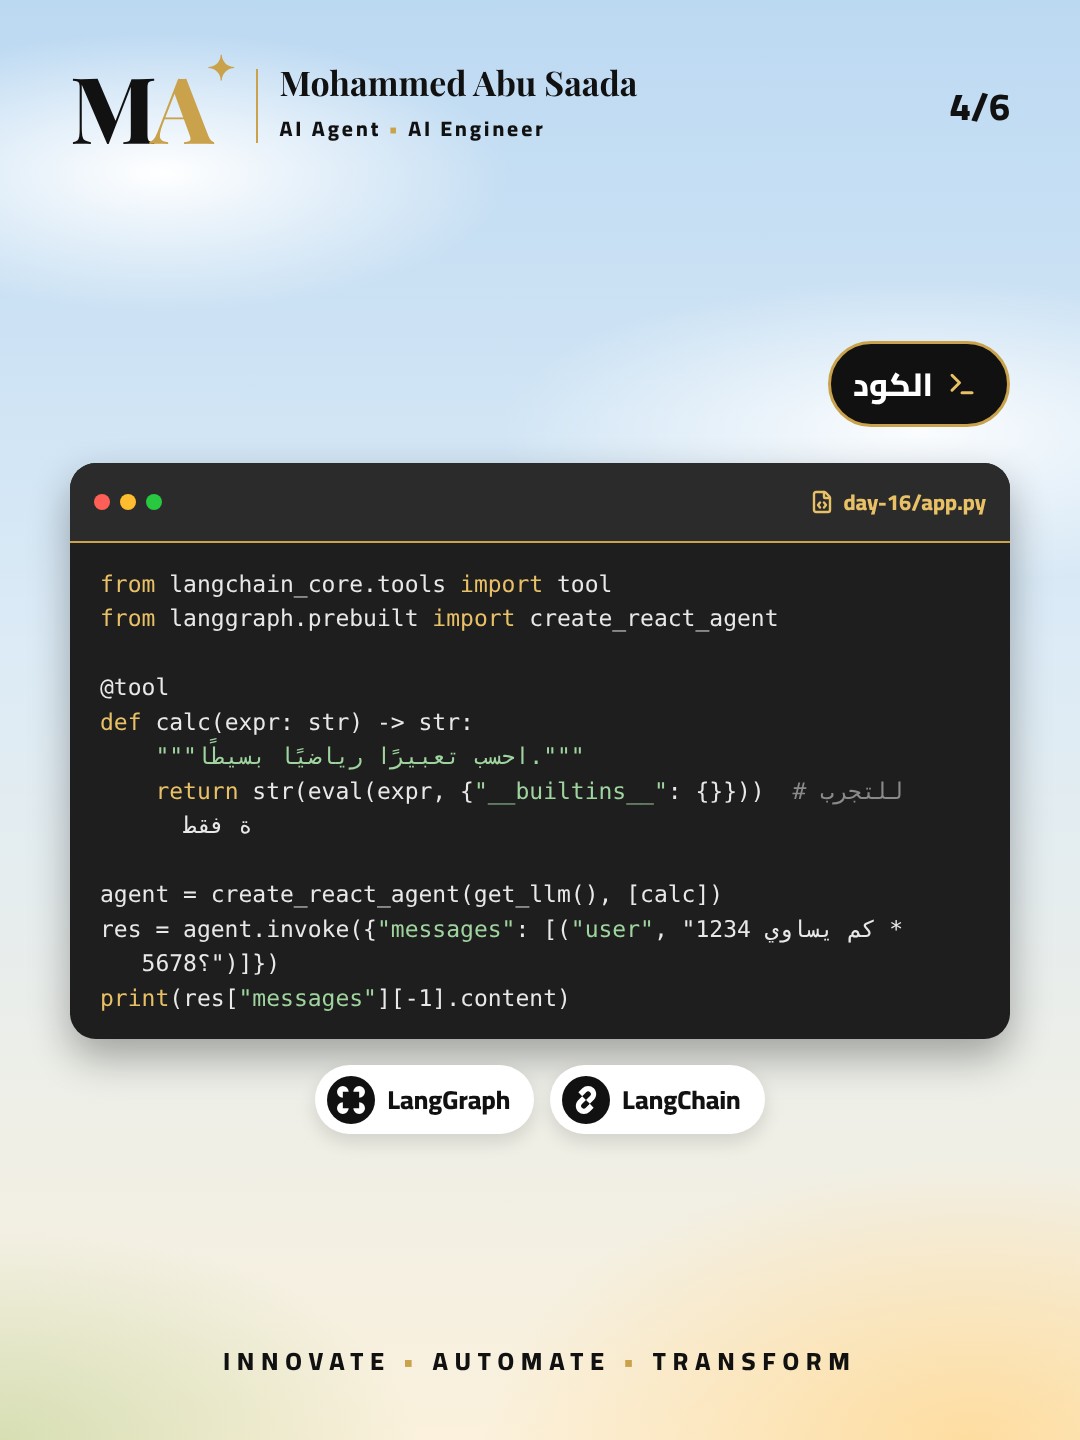 MA
Mohammed Abu Saada
AI Agent ▪ AI Engineer
4/6
الكود
day-16/app.py
from langchain_core.tools import tool
from langgraph.prebuilt import create_react_agent
@tool
def calc(expr: str) -> str:
"""احسب تعبيرًا رياضيًا بسيطًا."""
return str(eval(expr, {"__builtins__": {}}))  # للتجرب
ة فقط
agent = create_react_agent(get_llm(), [calc])
res = agent.invoke({"messages": [("user", "كم يساوي 1234 *
5678؟")]})
print(res["messages"][-1].content)
LangGraph
LangChain
INNOVATE ▪ AUTOMATE ▪ TRANSFORM